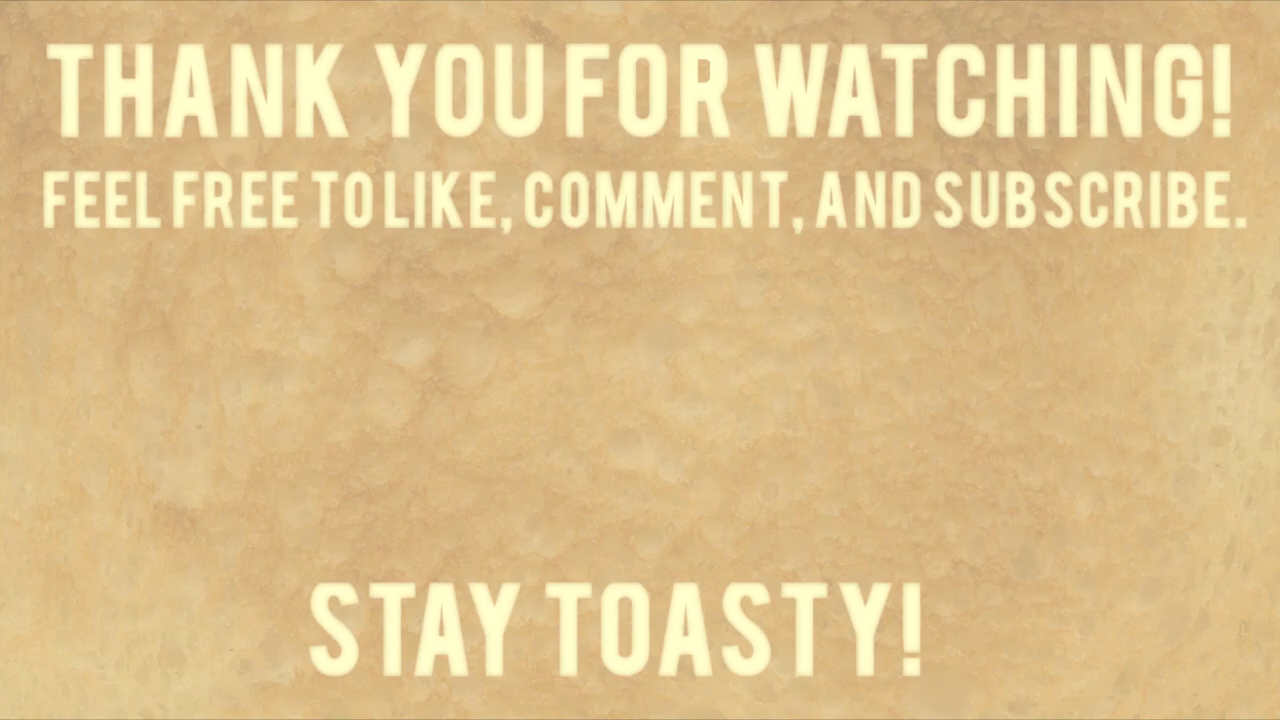 THANK YOU FOR WATCHING!
FEEL FREE TO LIKE, COMMENT, AND SUBSCRIBE.
STAY TOASTY!